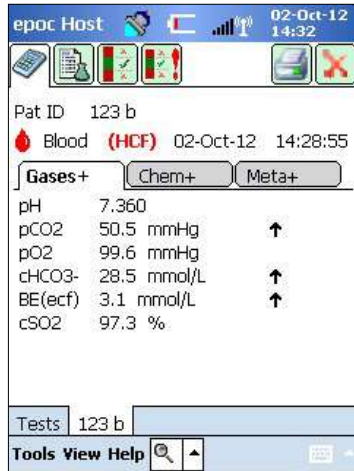 epoc Host
02-Oct-12
14:32
Pat ID 123 b
Blood (HCF) 02-Oct-12 14:28:55
Gases+ Chem+ Meta+
pH 7.360
pCO2 50.5 mmHg ↑
pO2 99.6 mmHg
cHCO3- 28.5 mmol/L ↑
BE(ecf) 3.1 mmol/L ↑
cSO2 97.3 %
Tests 123 b
Tools View Help